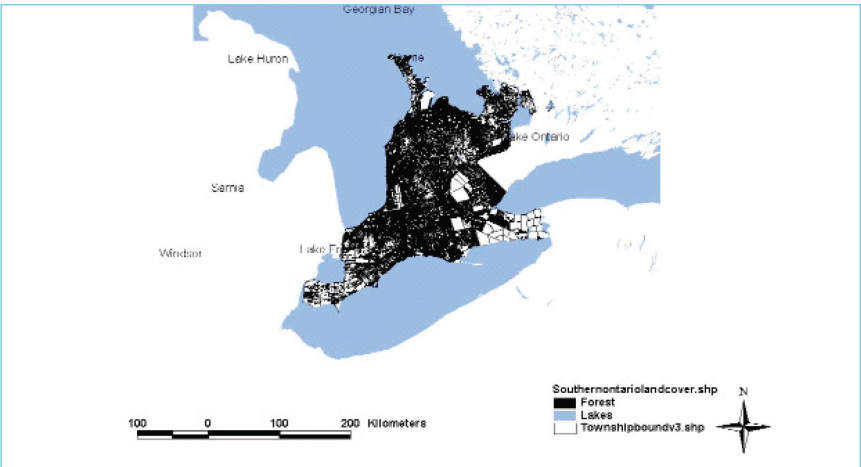 Georgian Bay
Lake Huron
Lake Ontario
Sarnia
Windsor
Lake
Southernontariolandcover.shp
N
Forest
Lakes
Townshipboundv3.shp
100 0 100 200 Kilometers